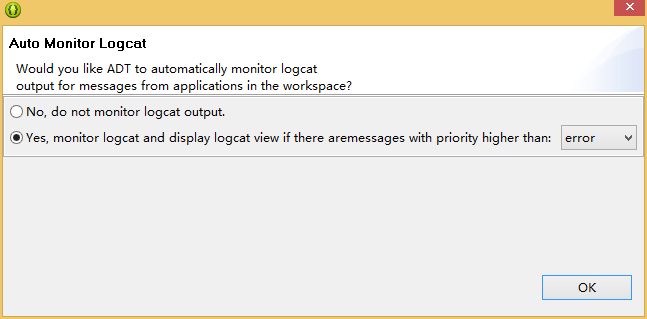 Auto Monitor Logcat
Would you like ADT to automatically monitor logcat
output for messages from applications in the workspace?
No, do not monitor logcat output.
Yes, monitor logcat and display logcat view if there aremessages with priority higher than: error
OK